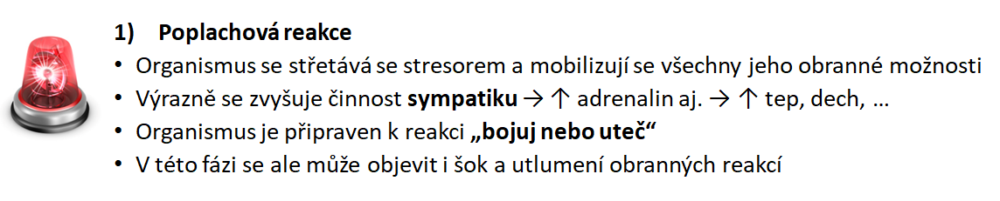 1) Poplachová reakce
• Organismus se střetává se stresorem a mobilizují se všechny jeho obranné možnosti
• Výrazně se zvyšuje činnost sympatiku → ↑ adrenalin aj. → ↑ tep, dech, …
• Organismus je připraven k reakci „bojuj nebo uteč“
• V této fázi se ale může objevit i šok a utlumení obranných reakcí